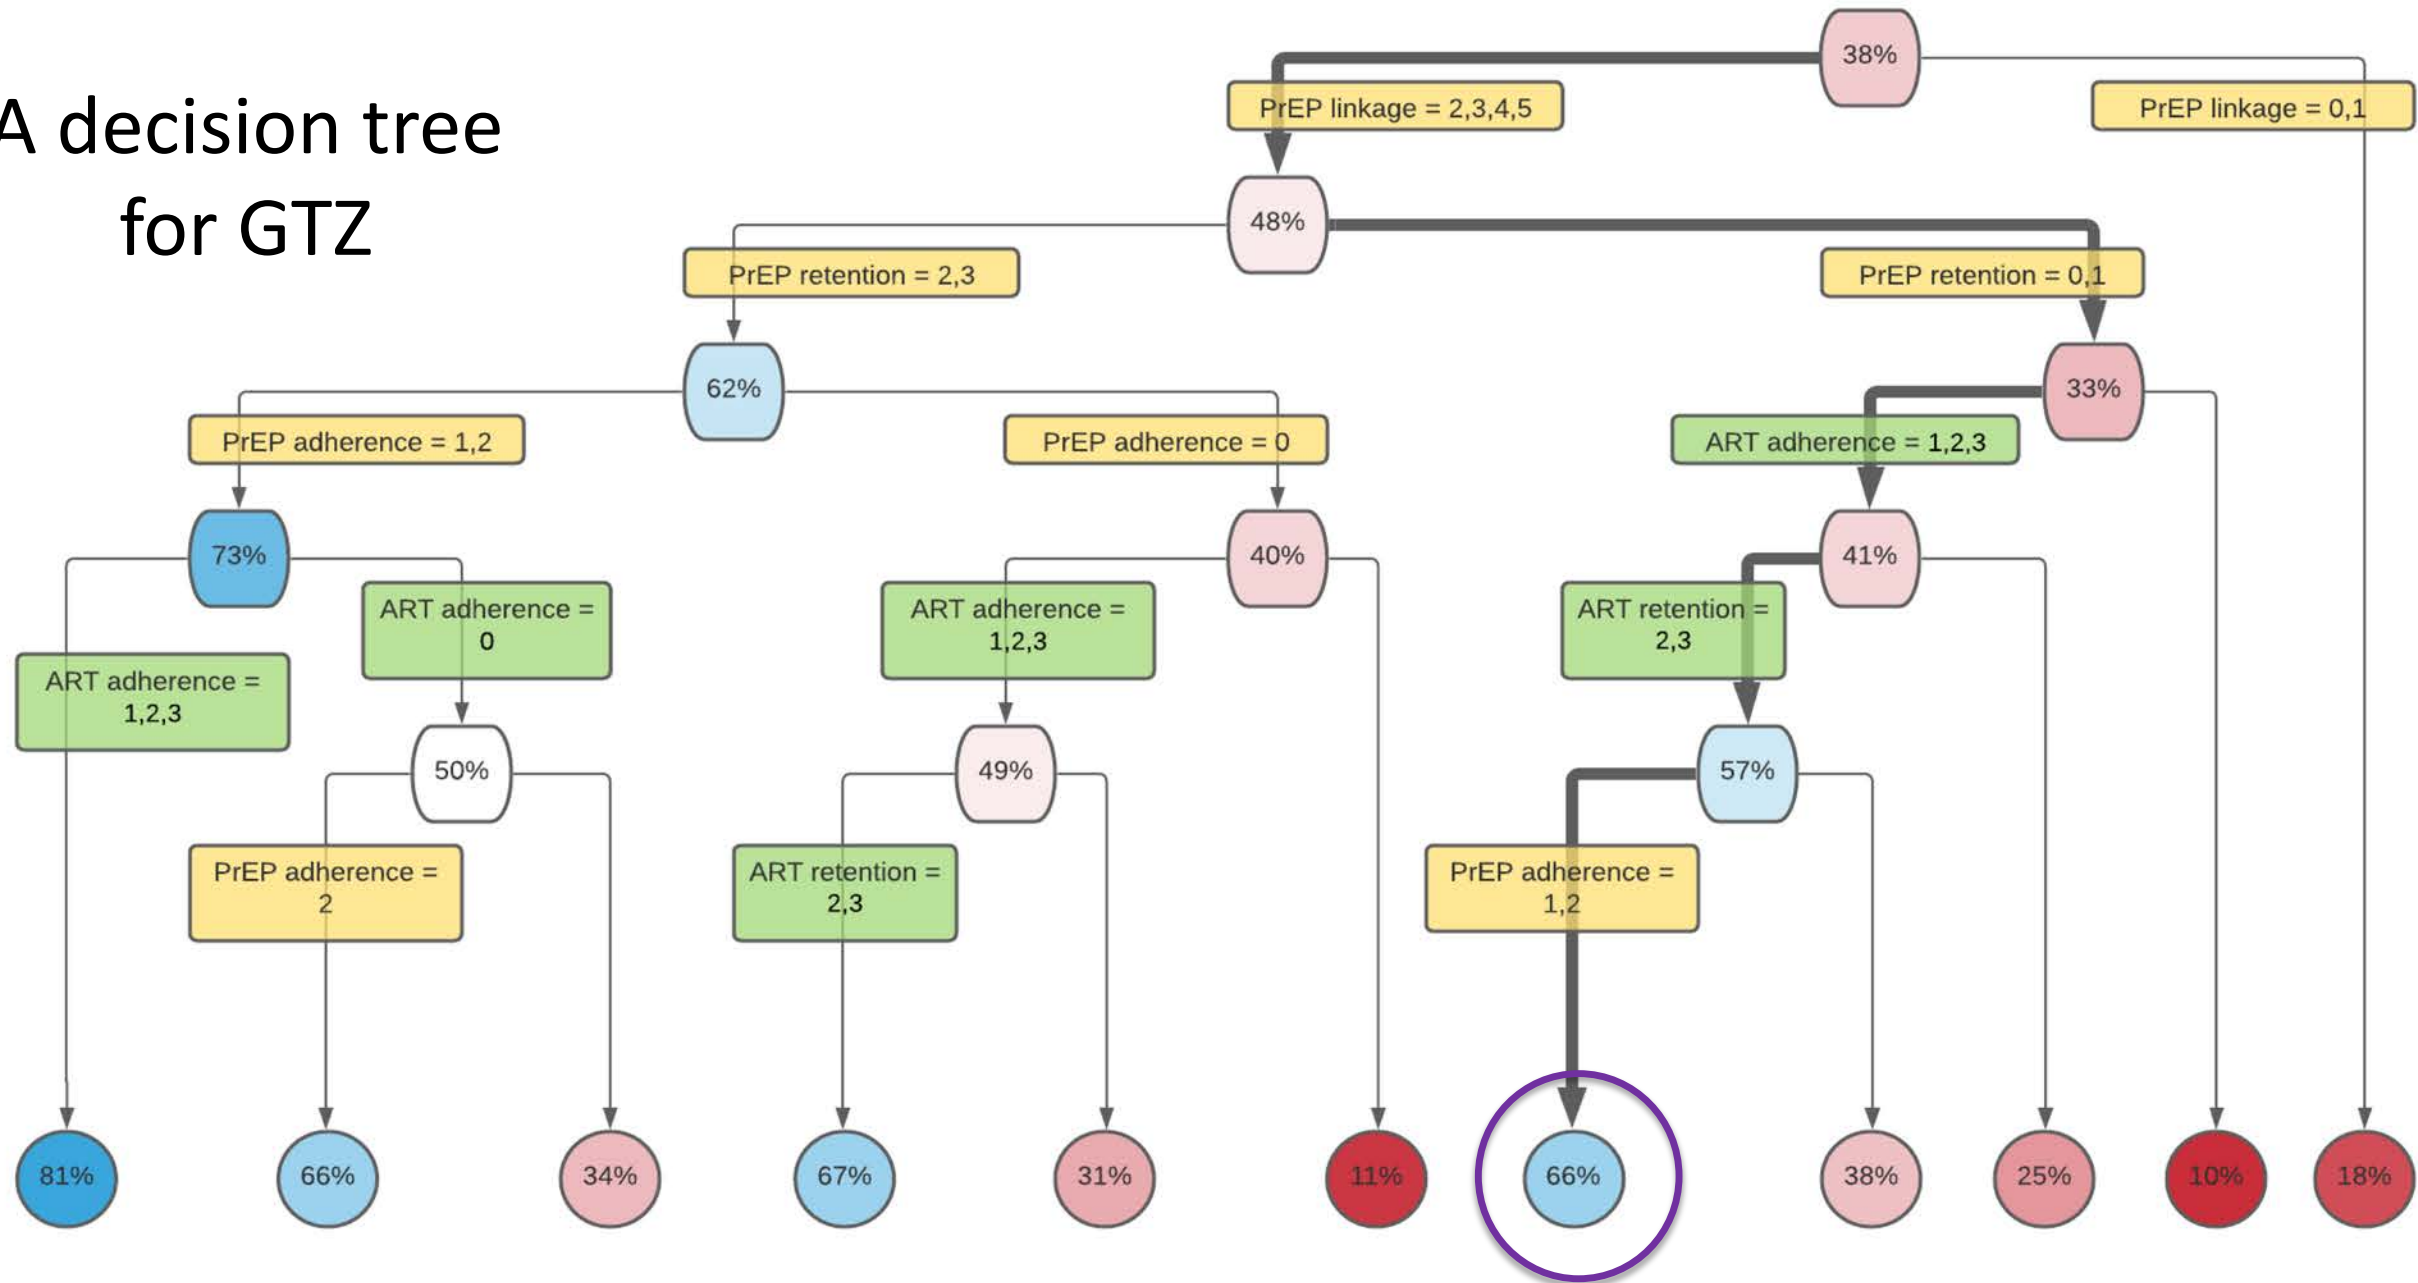 A decision tree
for GTZ
38%
PrEP linkage = 2,3,4,5
PrEP linkage = 0,1
48%
PrEP retention = 2,3
PrEP retention = 0,1
62%
33%
PrEP adherence = 1,2
PrEP adherence = 0
ART adherence = 1,2,3
73%
40%
41%
ART adherence =
1,2,3
ART adherence =
0
ART adherence =
1,2,3
ART retention =
2,3
50%
49%
57%
PrEP adherence =
2
ART retention =
2,3
PrEP adherence =
1,2
81%
66%
34%
67%
31%
11%
66%
38%
25%
10%
18%